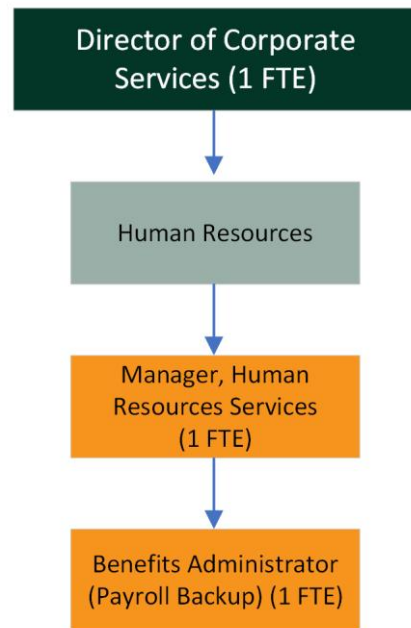 Director of Corporate
Services (1 FTE)
Human Resources
Manager, Human
Resources Services
(1 FTE)
Benefits Administrator
(Payroll Backup) (1 FTE)